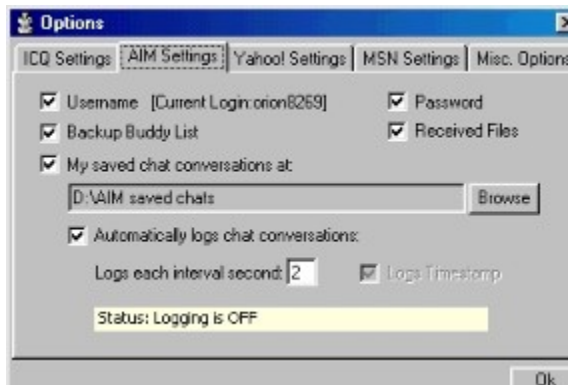 Options
ICQ Settings AIM Settings Yahoo! Settings MSN Settings Misc. Options
Username [Current Login:orion8269] Password
Backup Buddy List Received Files
My saved chat conversations at:
D:\AIM saved chats Browse
Automatically logs chat conversations:
Logs each interval second: 2 Logs Timestamp
Status: Logging is OFF
Ok